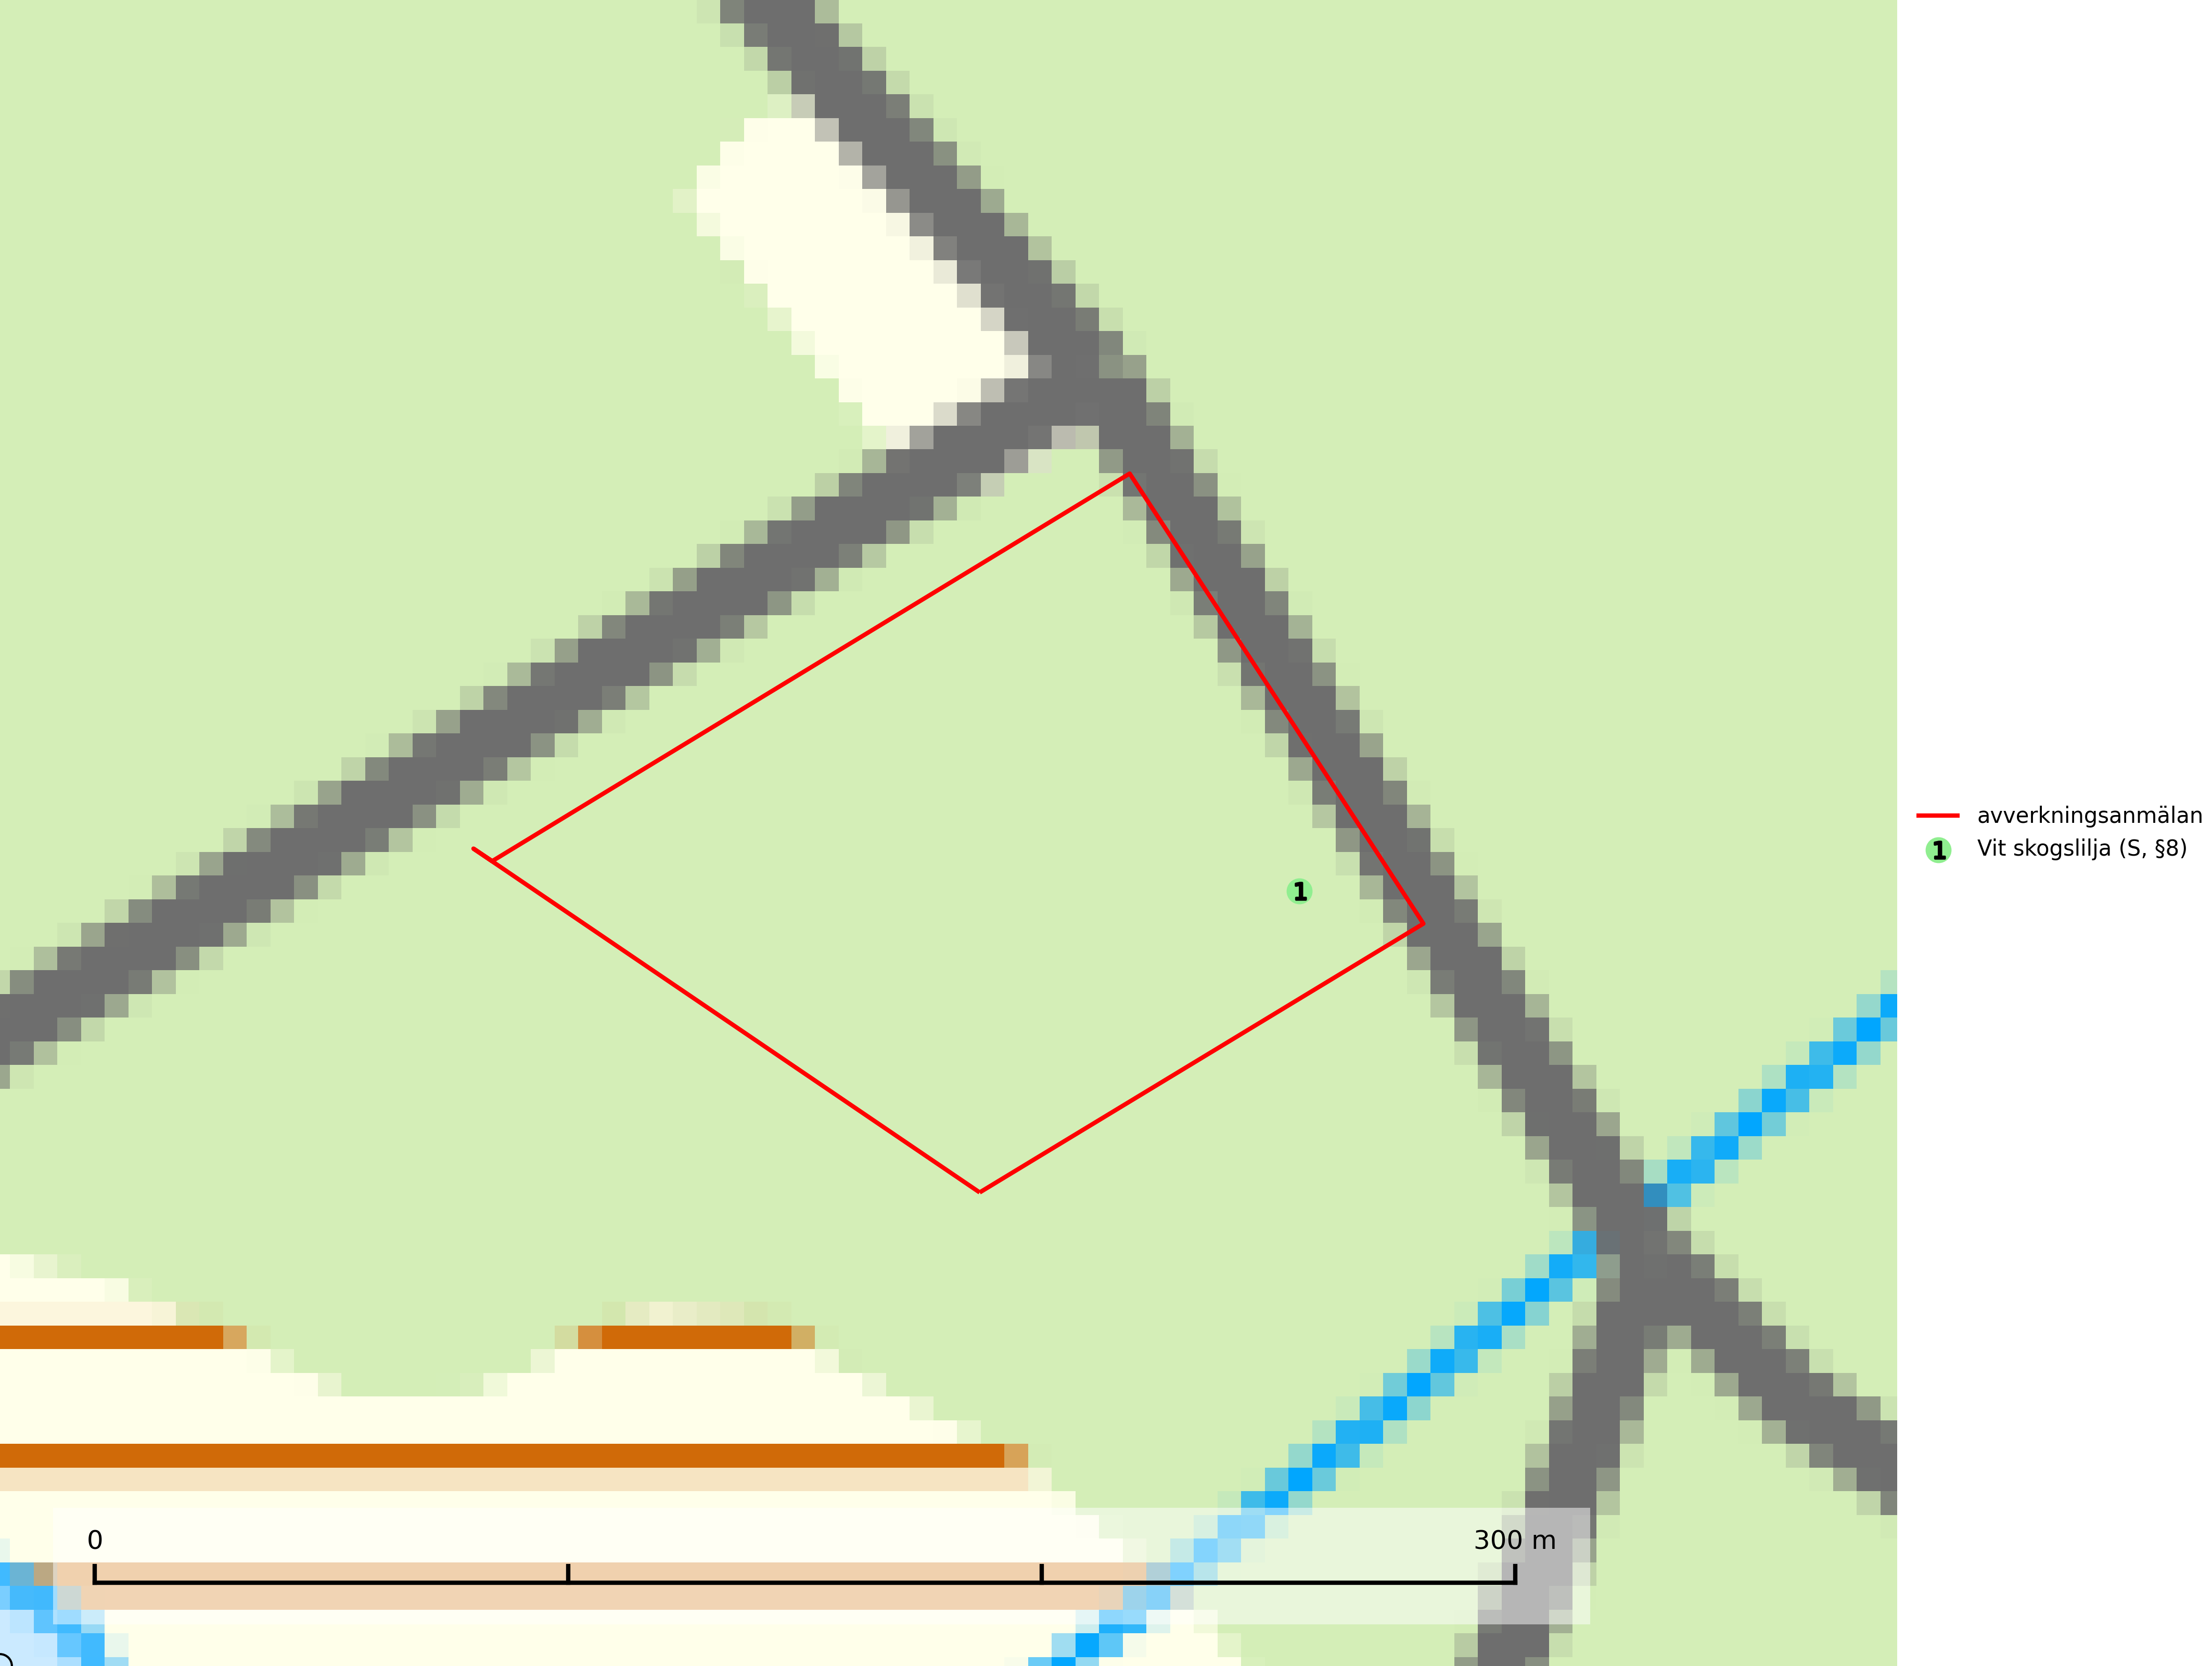 1
avverkningsanmälan
1 Vit skogslilja (S, §8)
0 300 m